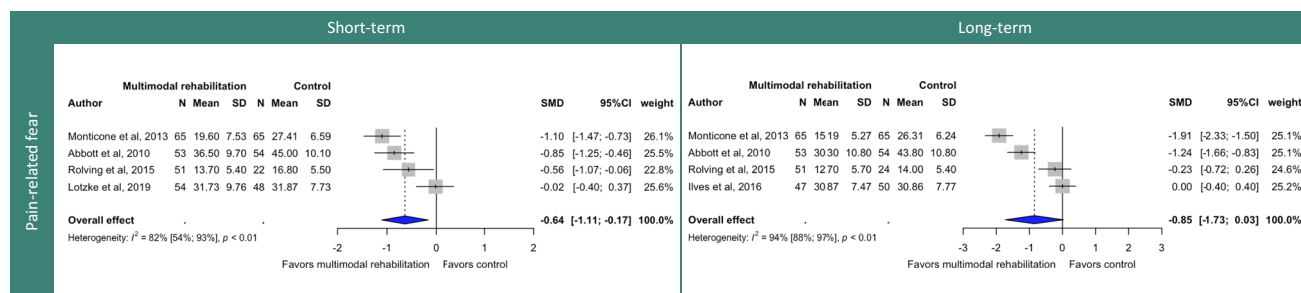 Short-term
Long-term
Pain-related fear
Multimodal rehabilitation Control
Author N Mean SD N Mean SD SMD 95%CI weight
Monticone et al, 2013 65 19.60 7.53 65 27.41 6.59 -1.10 [-1.47; -0.73) 26.1%
Abbott et al, 2010 53 36.50 9.70 54 45.00 10.10 -0.85 [-1.25; -0.46] 25.5%
Rolving et al, 2015 51 13.70 5.40 22 16.80 5.50 -0.56 [-1.07; -0.06] 22.8%
Lotzke et al, 2019 54 31.73 9.76 48 31.87 7.73 -0.02 [-0.40; 0.37] 25.6%
Overall effect . . -0.64 [-1.11; -0.17] 100.0%
Heterogeneity: I² = 82% [54%; 93%], p < 0.01
-2 -1 0 1 2
Favors multimodal rehabilitation Favors control
Multimodal rehabilitation Control
Author N Mean SD N Mean SD SMD 95%CI weight
Monticone et al, 2013 65 15.19 5.27 65 26.31 6.24 -1.91 [-2.33; -1.50] 25.1%
Abbott et al, 2010 53 30.30 10.80 54 43.80 10.80 -1.24 [-1.66; -0.83] 25.1%
Rolving et al, 2015 51 12.70 5.70 24 14.00 5.40 -0.23 [-0.72; 0.26] 24.6%
Ilves et al, 2016 47 30.87 7.47 50 30.86 7.77 0.00 [-0.40; 0.40] 25.2%
Overall effect . . -0.85 [-1.73; 0.03] 100.0%
Heterogeneity: I² = 94% [88%; 97%], p < 0.01
-3 -2 -1 0 1 2 3
Favors multimodal rehabilitation Favors control